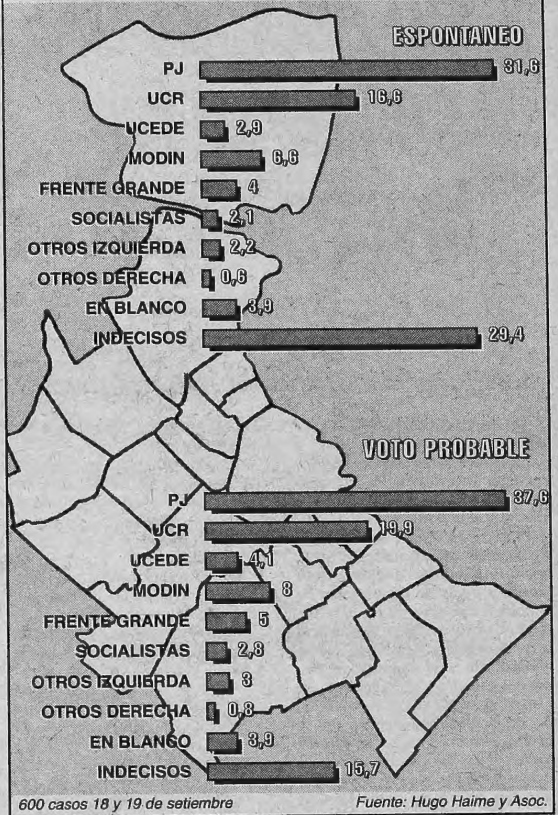 ESPONTANEO
PJ 31,6
UCR 16,6
UCEDE 2,9
MODIN 6,6
FRENTE GRANDE 4
SOCIALISTAS 2,1
OTROS IZQUIERDA 2,2
OTROS DERECHA 0,6
EN BLANCO 3,9
INDECISOS 29,4
VOTO PROBABLE
PJ 37,6
UCR 19,9
UCEDE 4,1
MODIN 8
FRENTE GRANDE 5
SOCIALISTAS 2,8
OTROS IZQUIERDA 3
OTROS DERECHA 0,8
EN BLANCO 3,9
INDECISOS 15,7
600 casos 18 y 19 de setiembre Fuente: Hugo Haime y Asoc.